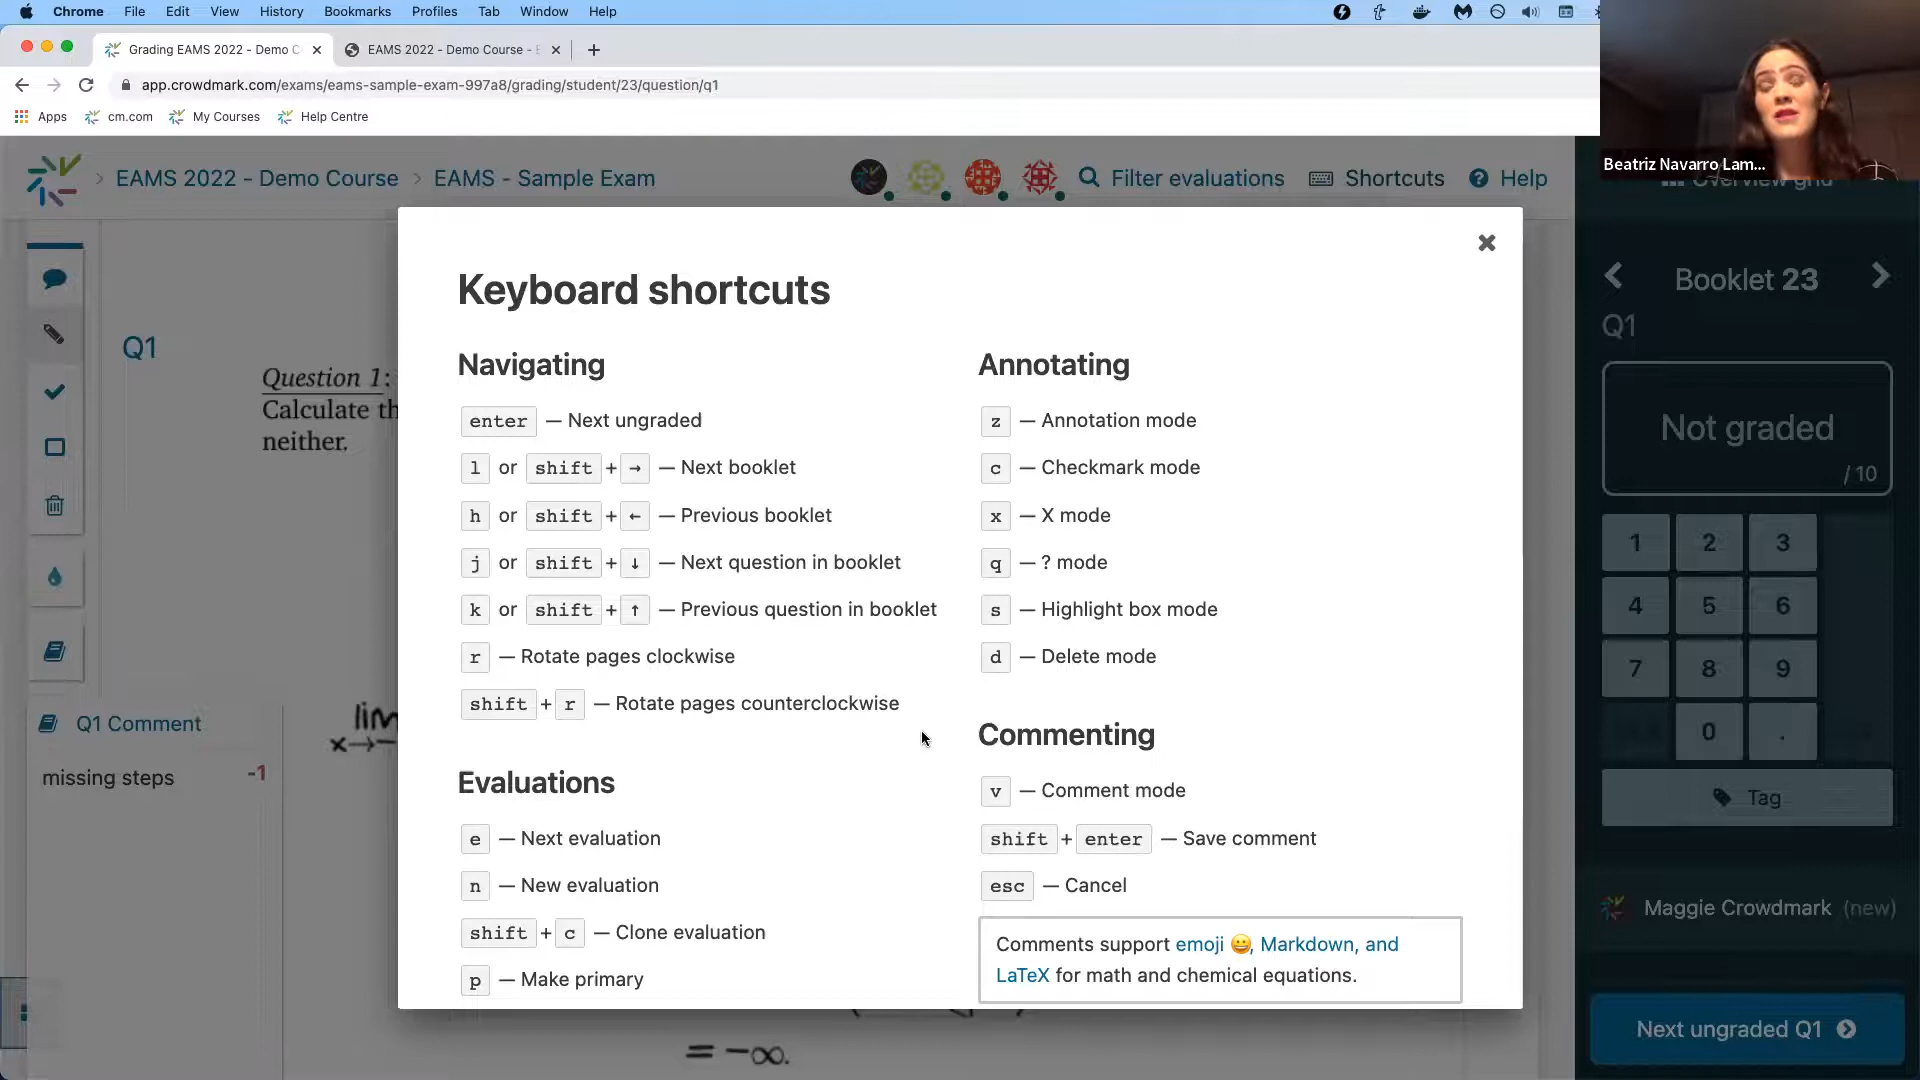 Chrome File Edit View History Bookmarks Profiles Tab Window Help
Grading EAMS 2022 - Demo C
EAMS 2022 - Demo Course -
app.crowdmark.com/exams/eams-sample-exam-997a8/grading/student/23/question/q1
Apps cm.com My Courses Help Centre
Beatriz Navarro Lam...
EAMS 2022 - Demo Course > EAMS - Sample Exam
Filter evaluations Shortcuts ? Help
Overview grid
Booklet 23
Q1
Not graded
/ 10
1 2 3
4 5 6
7 8 9
0 .
Tag
Maggie Crowdmark (new)
Next ungraded Q1
Q1
Question 1:
Calculate th
neither.
Q1 Comment
missing steps -1
lim
x→-
= -∞.
Keyboard shortcuts
Navigating
enter — Next ungraded
l or shift + → — Next booklet
h or shift + ← — Previous booklet
j or shift + ↓ — Next question in booklet
k or shift + ↑ — Previous question in booklet
r — Rotate pages clockwise
shift + r — Rotate pages counterclockwise
Evaluations
e — Next evaluation
n — New evaluation
shift + c — Clone evaluation
p — Make primary
Annotating
z — Annotation mode
c — Checkmark mode
x — X mode
q — ? mode
s — Highlight box mode
d — Delete mode
Commenting
v — Comment mode
shift + enter — Save comment
esc — Cancel
Comments support emoji 😀, Markdown, and
LaTeX for math and chemical equations.